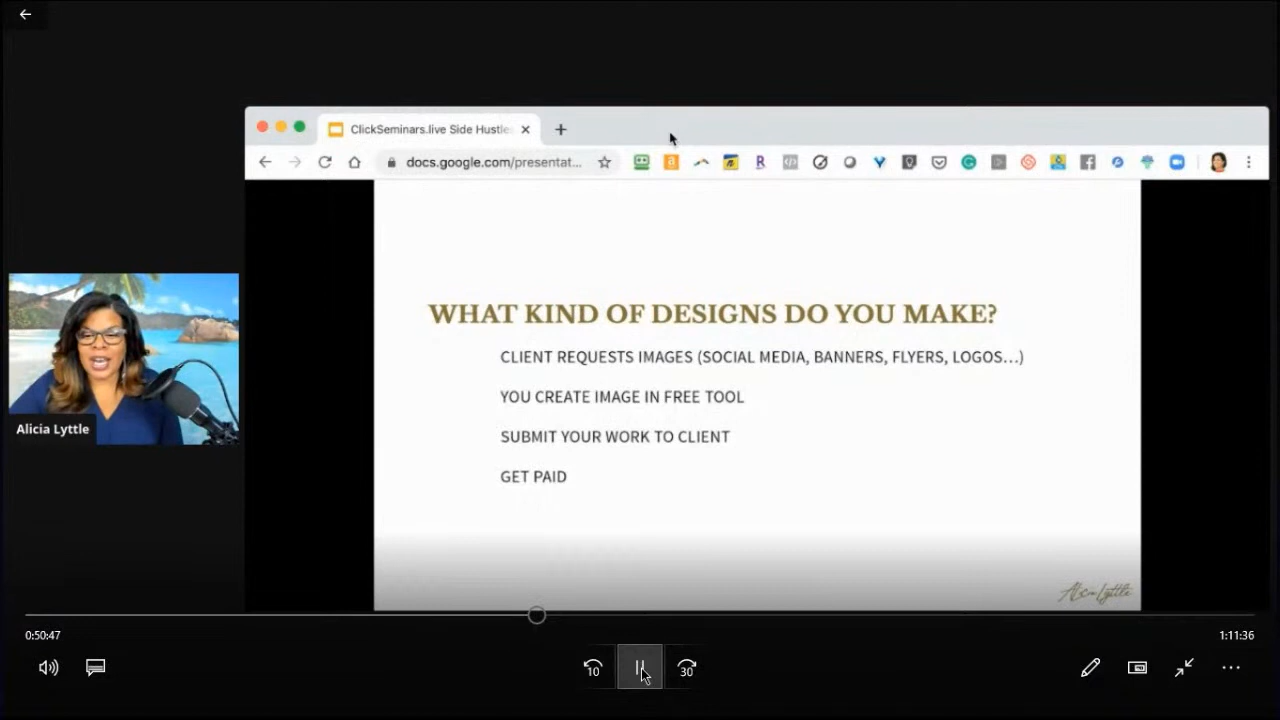 ClickSeminars.live Side Hustle
docs.google.com/presentat...
WHAT KIND OF DESIGNS DO YOU MAKE?
CLIENT REQUESTS IMAGES (SOCIAL MEDIA, BANNERS, FLYERS, LOGOS...)
YOU CREATE IMAGE IN FREE TOOL
SUBMIT YOUR WORK TO CLIENT
GET PAID
Alicia Lyttle
Alicia Lyttle
0:50:47
1:11:36
10
30